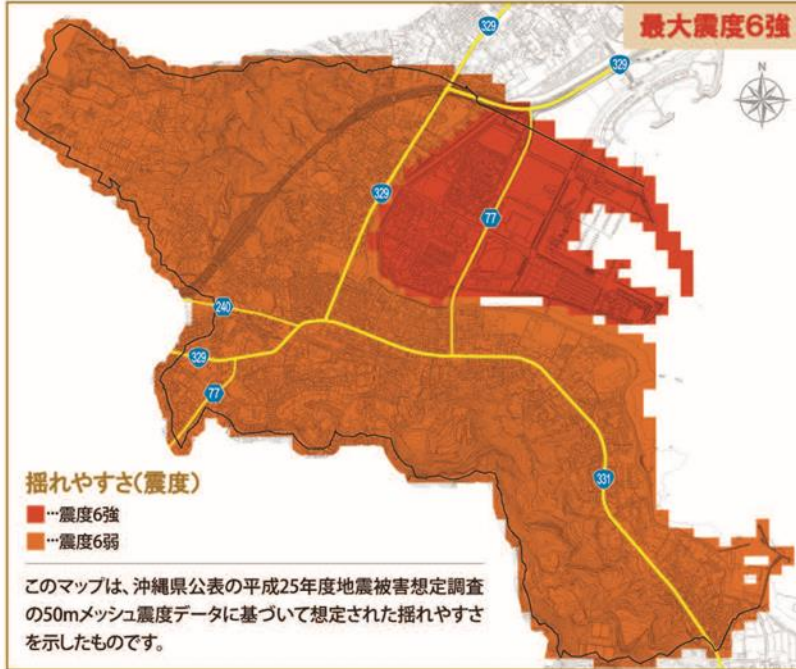 最大震度6強
329
329
N
329
77
240
329
77
331
揺れやすさ(震度)
…震度6強
…震度6弱
このマップは、沖縄県公表の平成25年度地震被害想定調査
の50mメッシュ震度データに基づいて想定された揺れやすさ
を示したものです。